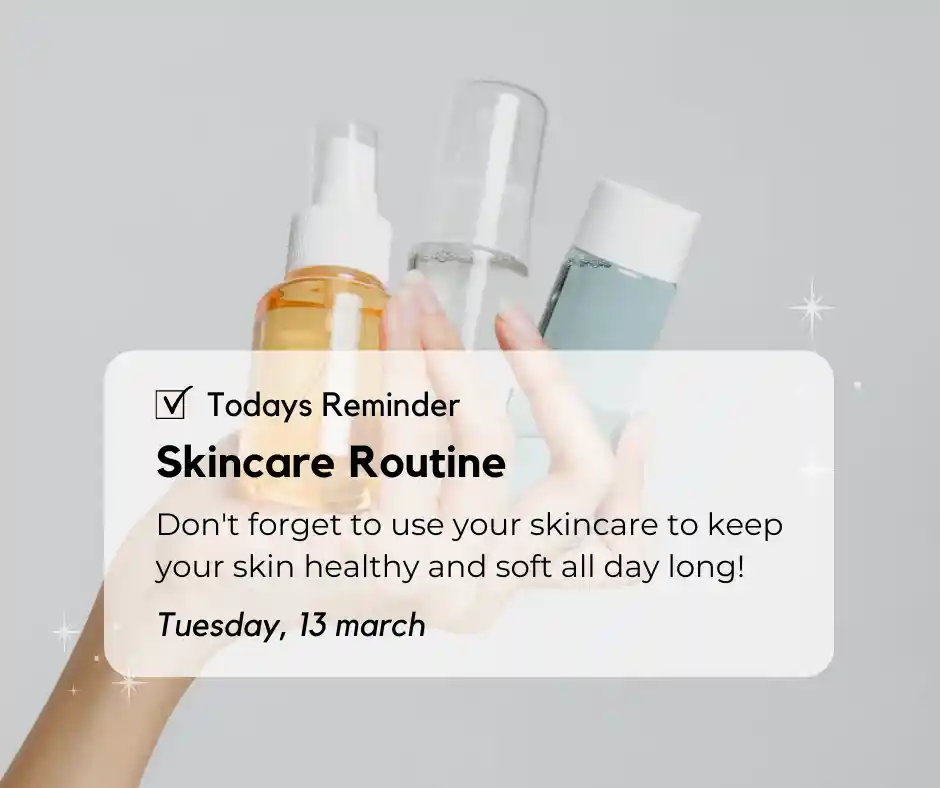 Todays Reminder
Skincare Routine
Don't forget to use your skincare to keep
your skin healthy and soft all day long!
Tuesday, 13 march